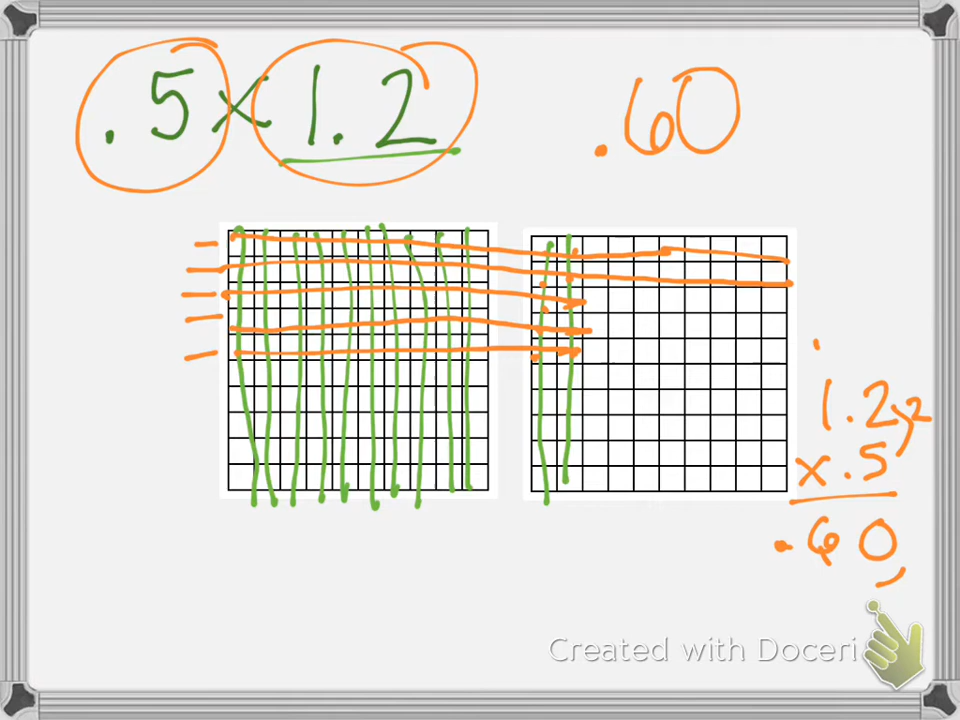 .5 x 1.2
.60
1.2
x .5
.60
Created with Doceri